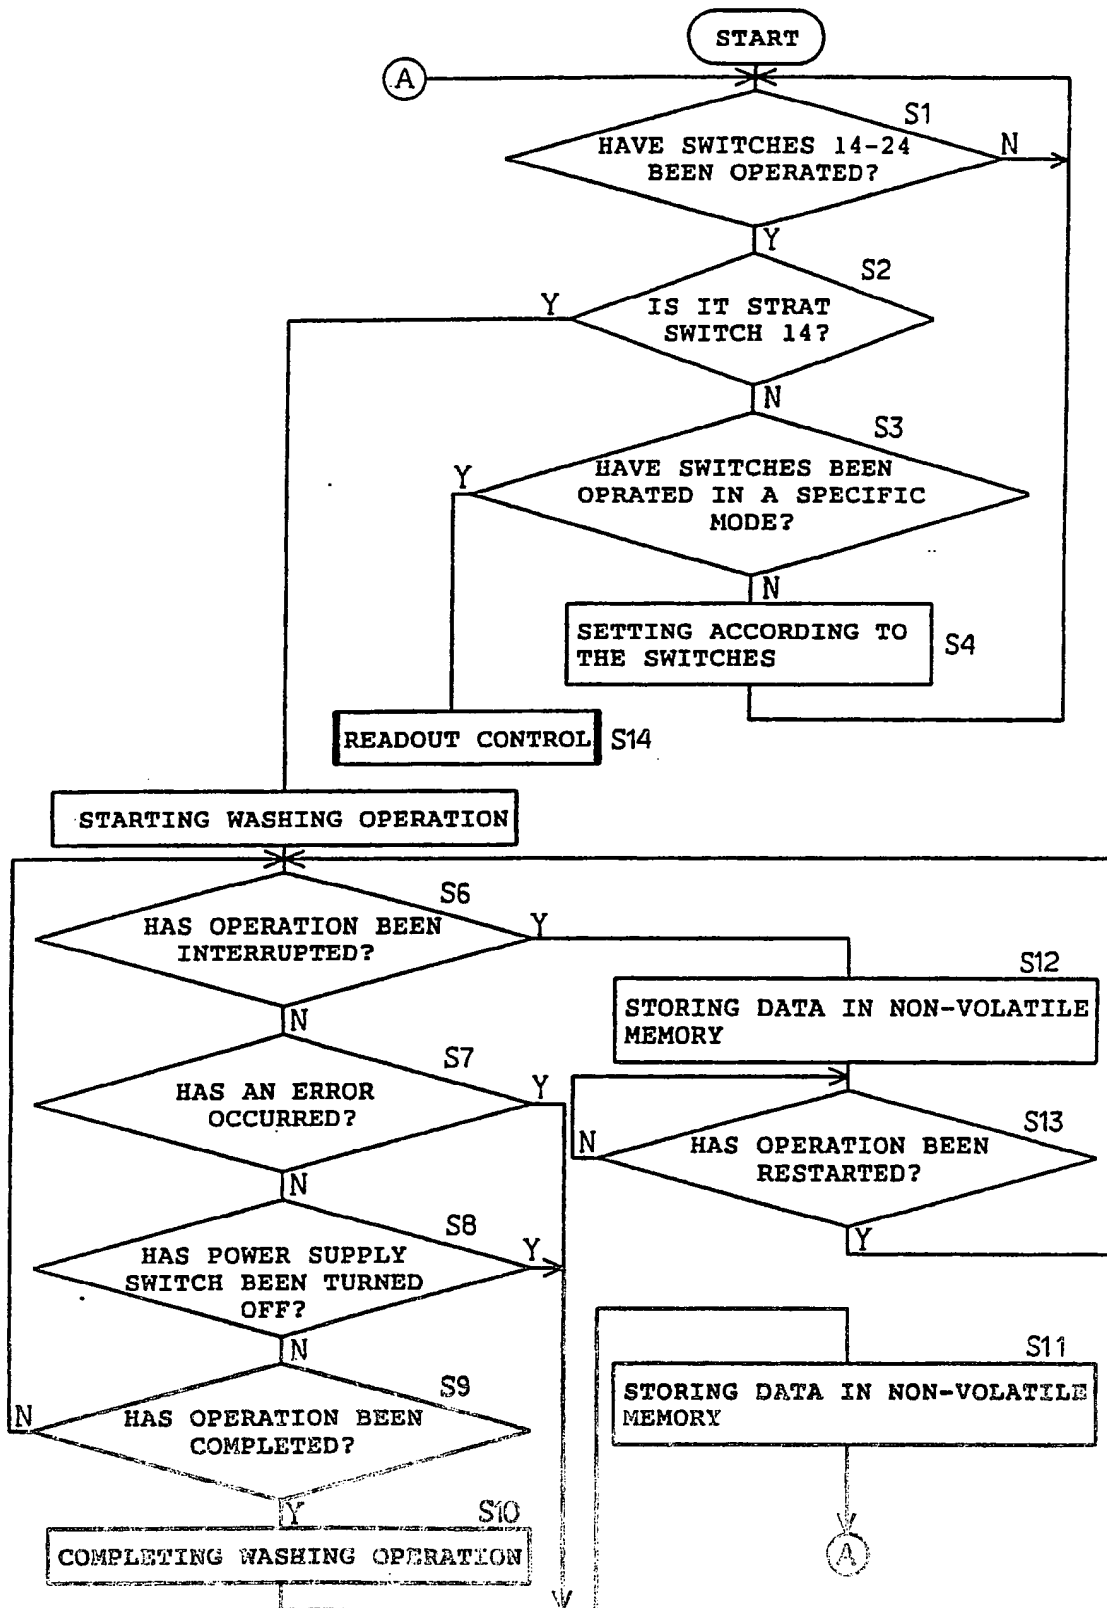 START
A
S1
HAVE SWITCHES 14-24
BEEN OPERATED?
N
Y
S2
Y
IS IT STRAT
SWITCH 14?
N
S3
Y
HAVE SWITCHES BEEN
OPRATED IN A SPECIFIC
MODE?
N
SETTING ACCORDING TO
THE SWITCHES
S4
READOUT CONTROL
S14
STARTING WASHING OPERATION
S6
HAS OPERATION BEEN
INTERRUPTED?
Y
N
S12
STORING DATA IN NON-VOLATILE
MEMORY
S7
HAS AN ERROR
OCCURRED?
Y
N
S13
N
HAS OPERATION BEEN
RESTARTED?
Y
S8
HAS POWER SUPPLY
SWITCH BEEN TURNED
OFF?
Y
N
S11
STORING DATA IN NON-VOLATILE
MEMORY
S9
N
HAS OPERATION BEEN
COMPLETED?
Y
S10
COMPLETING WASHING OPERATION
A